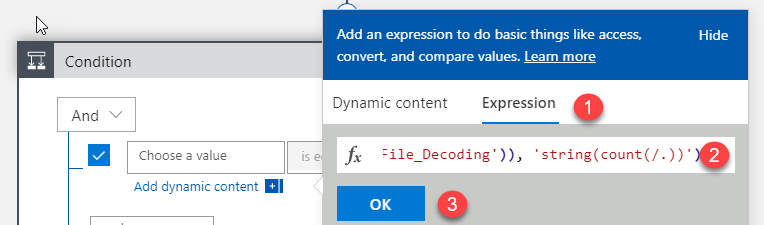 Add an expression to do basic things like access,
convert, and compare values. Learn more
Hide
Condition
Dynamic content
Expression
1
And
Choose a value
is
fx
File_Decoding')), 'string(count(/.))')
2
Add dynamic content +
OK
3